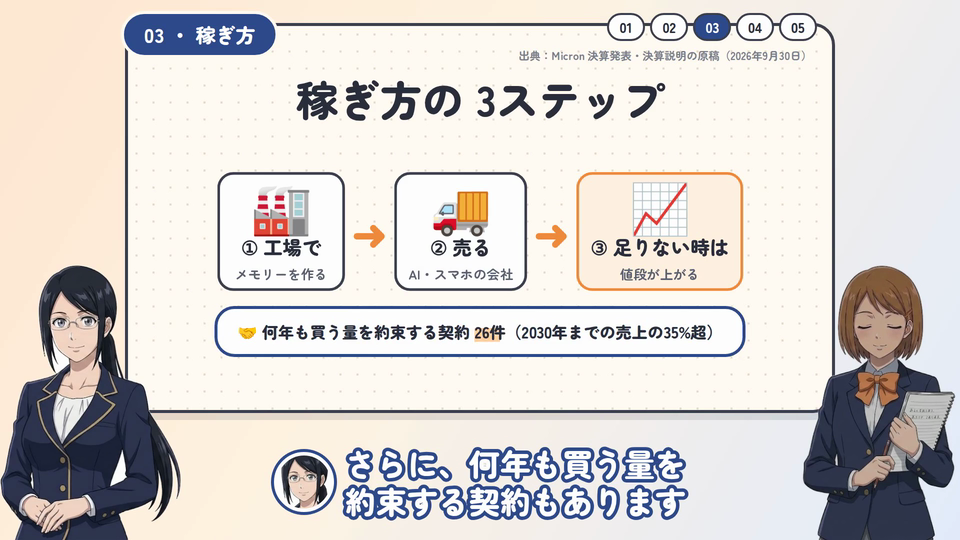 03 ・ 稼ぎ方
01 02 03 04 05
出典：Micron 決算発表・決算説明の原稿（2026年9月30日）
稼ぎ方の 3ステップ
① 工場で
メモリーを作る
② 売る
AI・スマホの会社
③ 足りない時は
値段が上がる
何年も買う量を約束する契約 26件（2030年までの売上の35%超）
さらに、何年も買う量を
約束する契約もあります